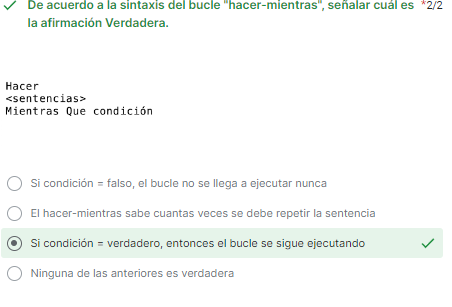 De acuerdo a la sintaxis del bucle "hacer-mientras", señalar cuál es *2/2
la afirmación Verdadera.
Hacer
<sentencias>
Mientras Que condición
Si condición = falso, el bucle no se llega a ejecutar nunca
El hacer-mientras sabe cuantas veces se debe repetir la sentencia
Si condición = verdadero, entonces el bucle se sigue ejecutando
Ninguna de las anteriores es verdadera